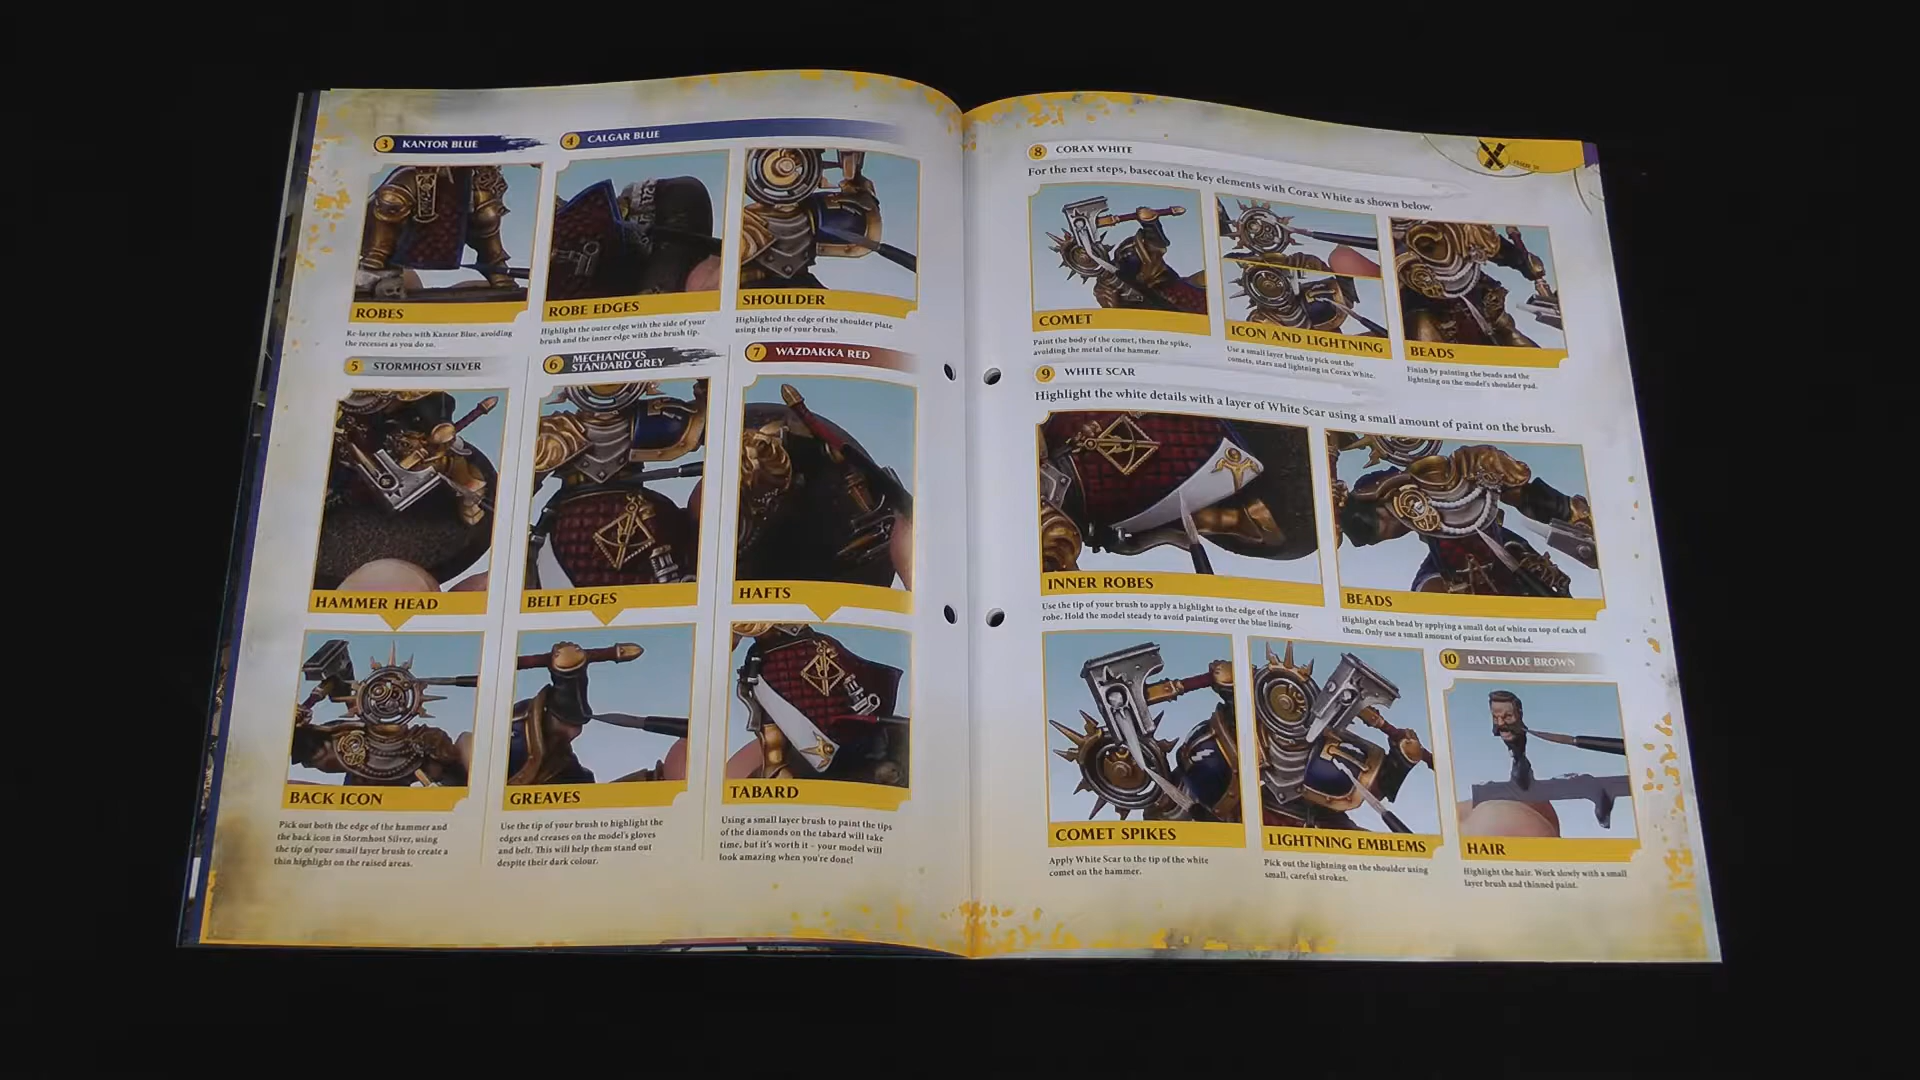 3 KANTOR BLUE
ROBES
Re-layer the robes with Kantor Blue, avoiding
the recesses as you do so.
4 CALGAR BLUE
ROBE EDGES
Highlight the outer edge with the side of your
brush and the inner edge with the brush tip.
SHOULDER
Highlighted the edge of the shoulder plate
using the tip of your brush.
5 STORMHOST SILVER
HAMMER HEAD
BACK ICON
Pick out both the edge of the hammer and
the back icon in Stormhost Silver, using
the tip of your small layer brush to create a
thin highlight on the raised areas.
6 MECHANICUS
STANDARD GREY
BELT EDGES
GREAVES
Use the tip of your brush to highlight the
edges and creases on the model's gloves
and belt. This will help them stand out
despite their dark colour.
7 WAZDAKKA RED
HAFTS
TABARD
Using a small layer brush to paint the tips
of the diamonds on the tabard will take
time, but it's worth it – your model will
look amazing when you're done!
8 CORAX WHITE
For the next steps, basecoat the key elements with Corax White as shown below.
COMET
Paint the body of the comet, then the spike,
avoiding the metal of the hammer.
ICON AND LIGHTNING
Use a small layer brush to pick out the
comets, stars and lightning in Corax White.
BEADS
Finish by painting the beads and the
lightning on the model's shoulder pad.
9 WHITE SCAR
Highlight the white details with a layer of White Scar using a small amount of paint on the brush.
INNER ROBES
Use the tip of your brush to apply a highlight to the edge of the inner
robe. Hold the model steady to avoid painting over the blue lining.
BEADS
Highlight each bead by applying a small dot of white on top of each of
them. Only use a small amount of paint for each bead.
COMET SPIKES
Apply White Scar to the tip of the white
comet on the hammer.
LIGHTNING EMBLEMS
Pick out the lightning on the shoulder using
small, careful strokes.
10 BANEBLADE BROWN
HAIR
Highlight the hair. Work slowly with a small
layer brush and thinned paint.